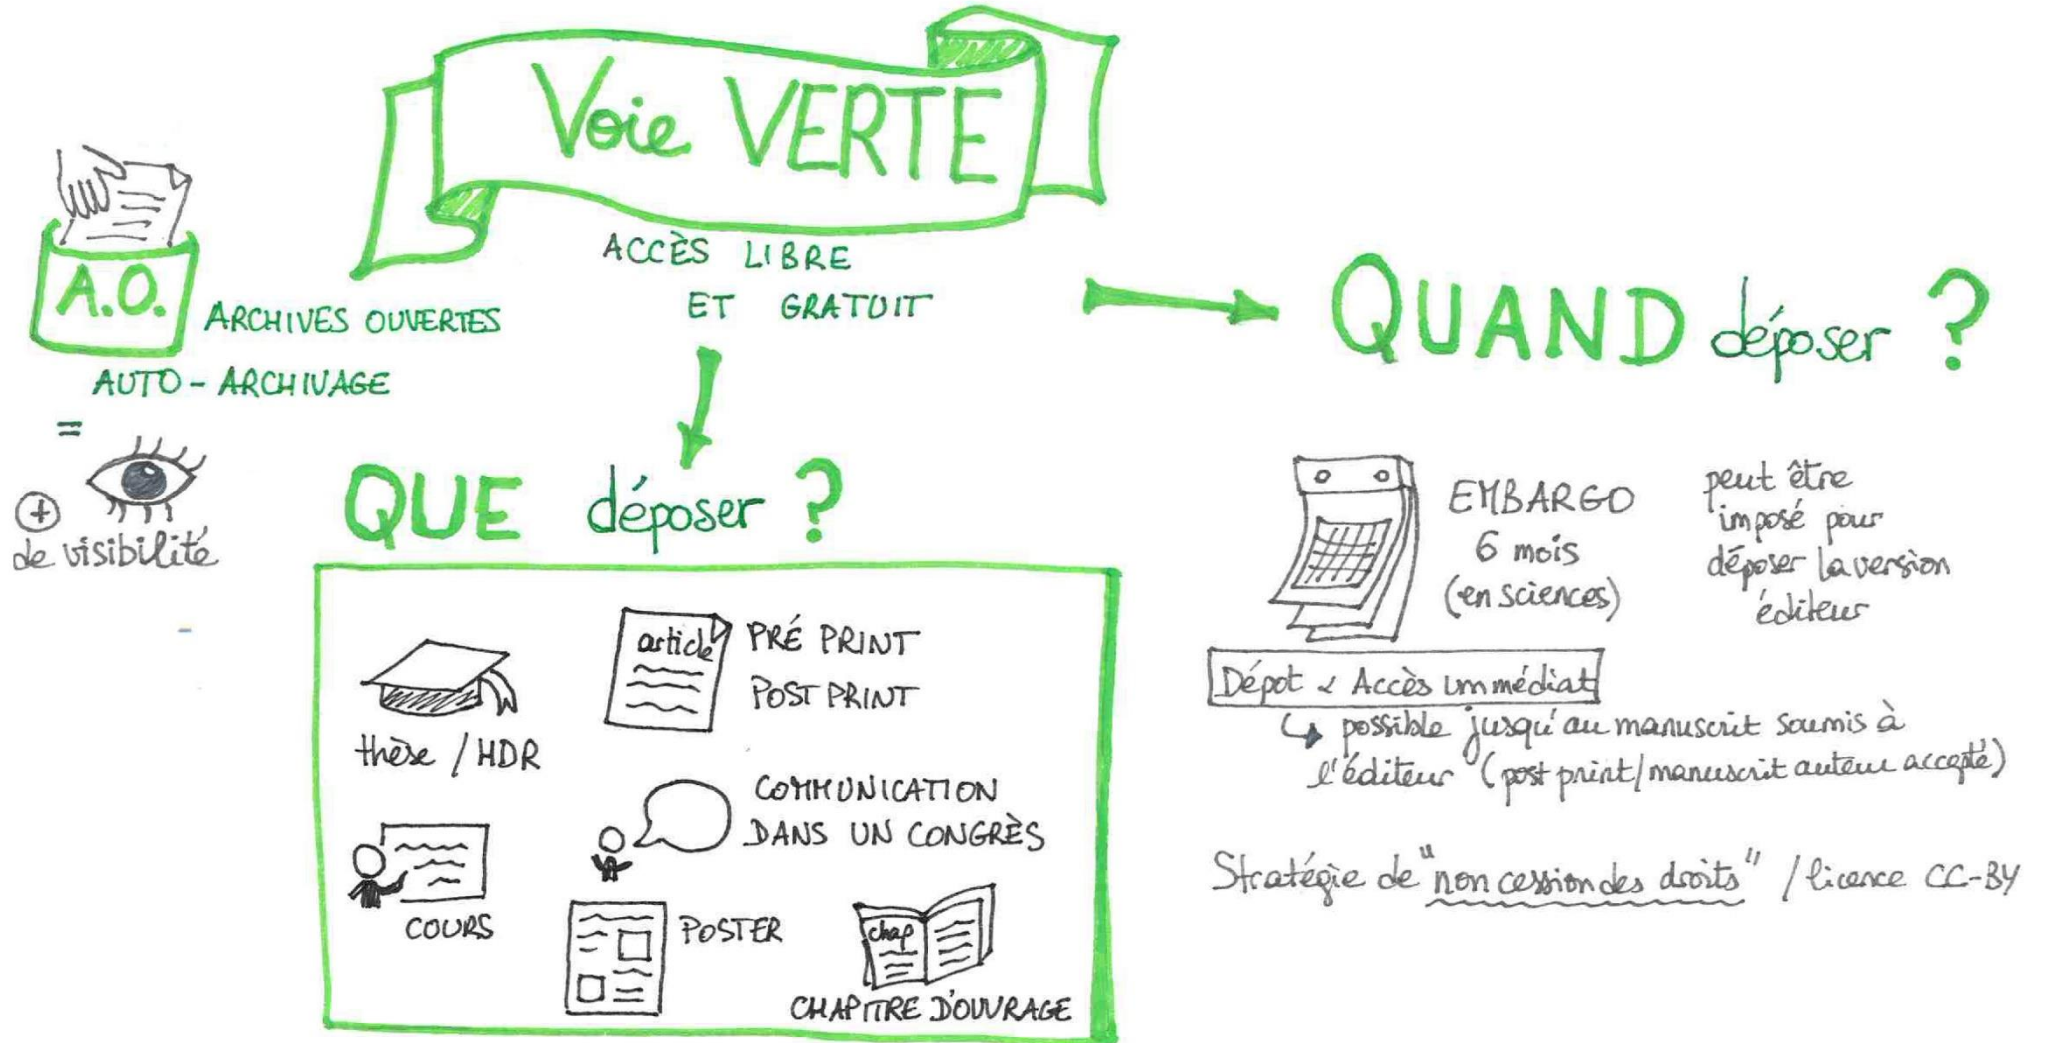 Voie VERTE
ACCÈS LIBRE
ET GRATUIT
A.O.
ARCHIVES OUVERTES
AUTO-ARCHIVAGE
=
+
de visibilité
QUE déposer ?
thèse / HDR
article
PRÉ PRINT
POST PRINT
COMMUNICATION
DANS UN CONGRÈS
COURS
POSTER
chap
CHAPITRE D'OUVRAGE
QUAND déposer ?
EMBARGO
6 mois
(en sciences)
peut être
imposé pour
déposer la version
éditeur
Dépot & Accès immédiat
possible jusqu'au manuscrit soumis à
l'éditeur (post print/manuscrit auteur accepté)
Stratégie de "non cession des droits" / licence CC-BY